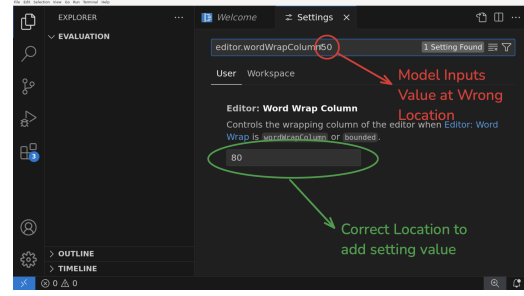 File Edit Selection View Go Run Terminal Help
EXPLORER
Welcome
Settings
EVALUATION
editor.wordWrapColumn50
1 Setting Found
User Workspace
Model Inputs
Value at Wrong
Location
Editor: Word Wrap Column
Controls the wrapping column of the editor when Editor: Word
Wrap is wordWrapColumn or bounded.
80
3
Correct Location to
add setting value
OUTLINE
TIMELINE
0 0